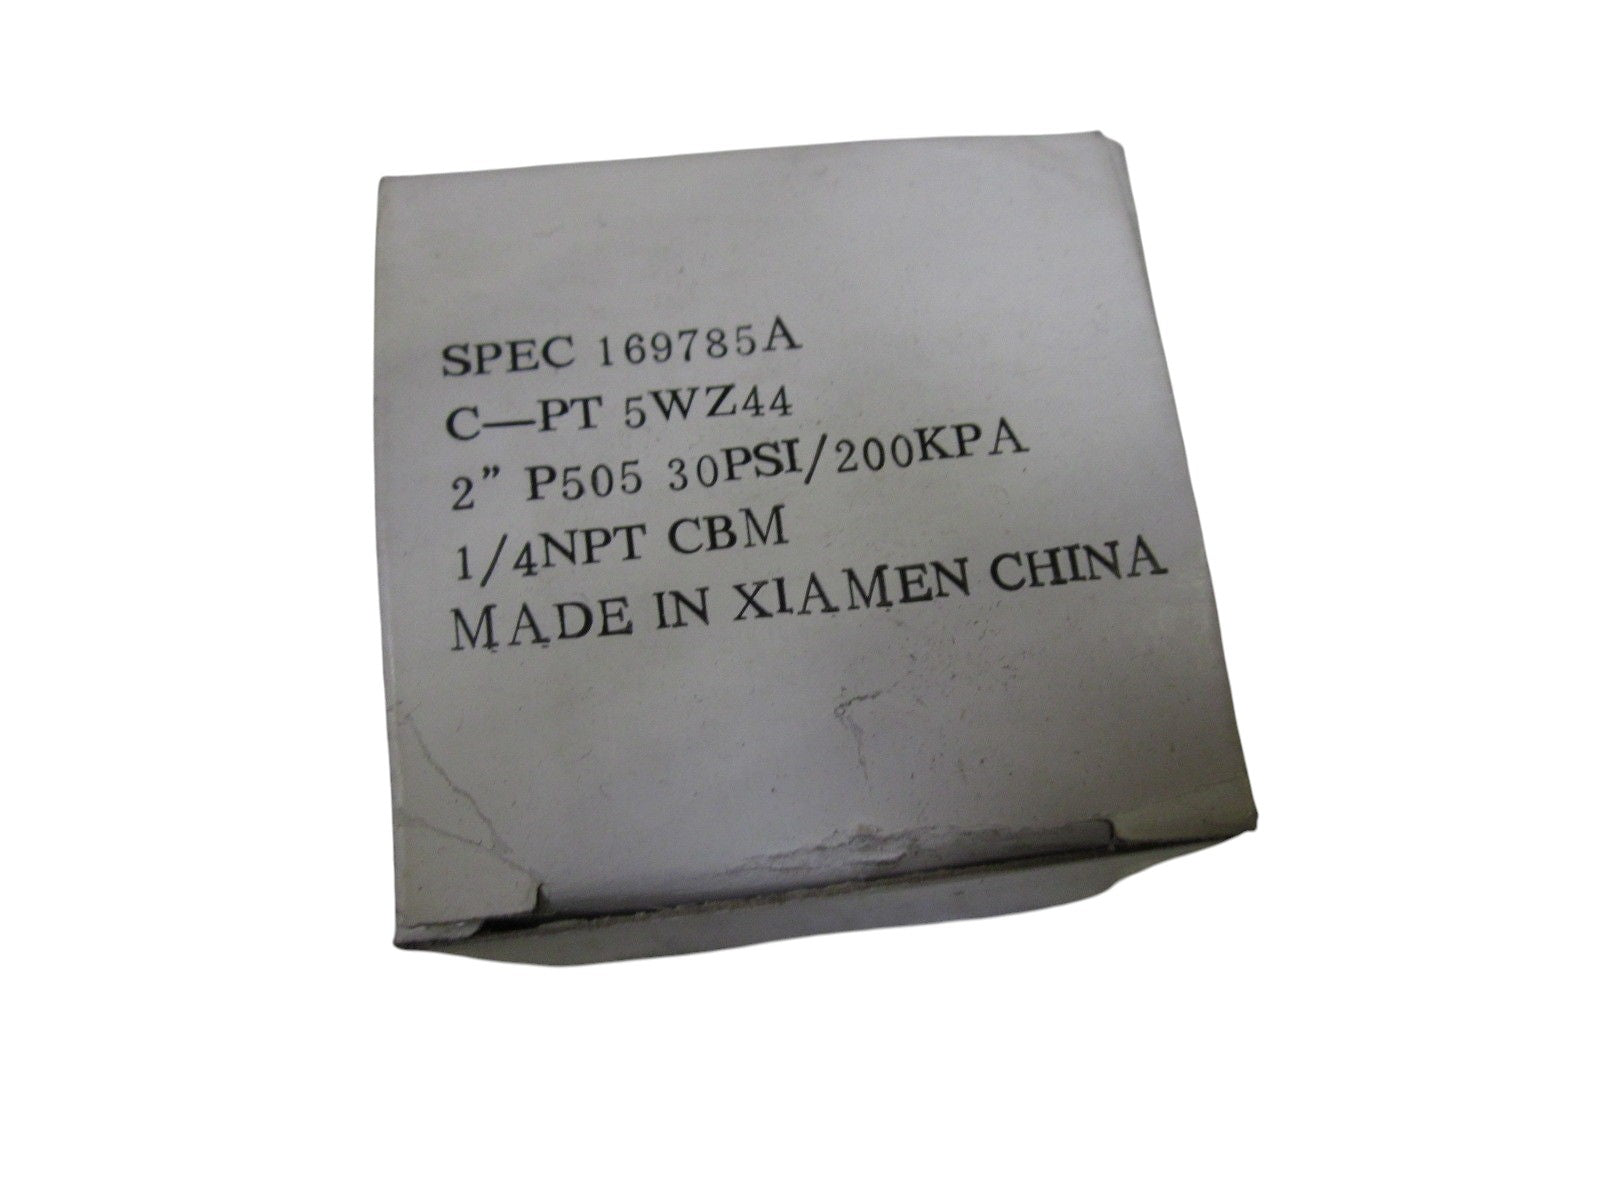 SPEC 169785A
C—PT 5WZ44
2” P505 30PSI/200KPA
1/4NPT CBM
MADE IN XIAMEN CHINA